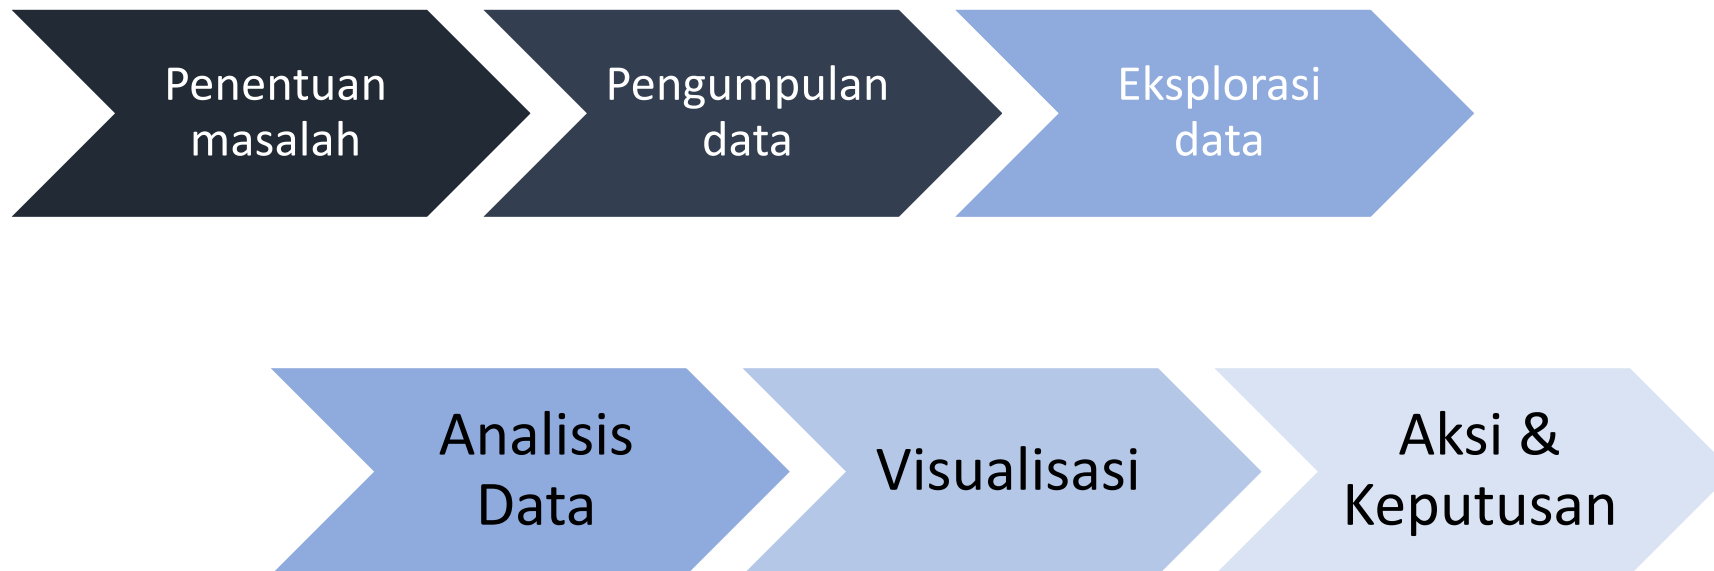 Penentuan
masalah
Pengumpulan
data
Eksplorasi
data
Analisis
Data
Visualisasi
Aksi &
Keputusan